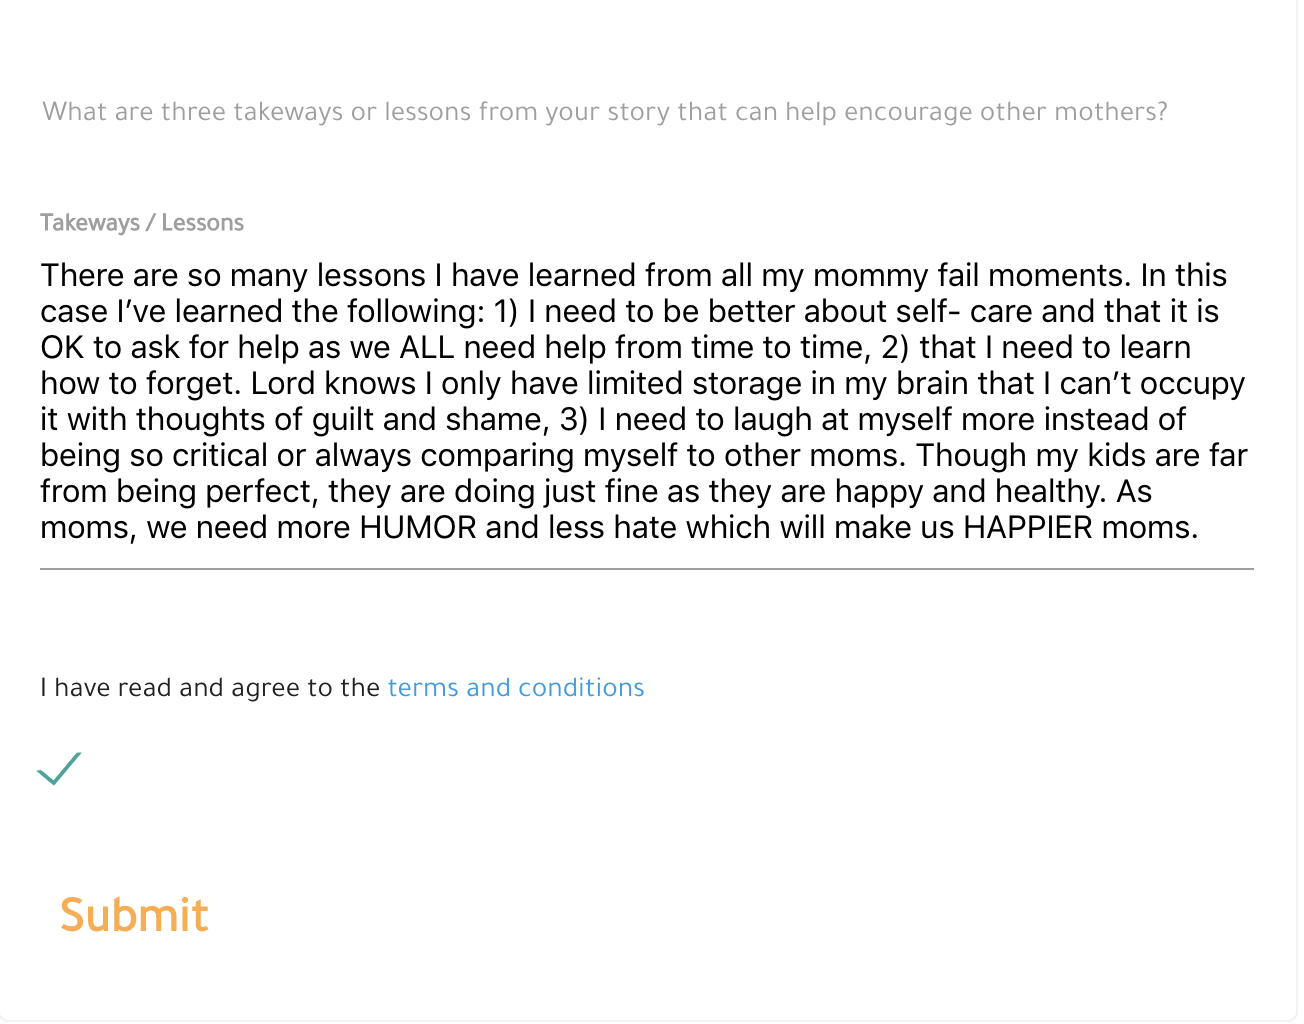 What are three takeways or lessons from your story that can help encourage other mothers?
Takeways / Lessons
There are so many lessons I have learned from all my mommy fail moments. In this
case I’ve learned the following: 1) I need to be better about self- care and that it is
OK to ask for help as we ALL need help from time to time, 2) that I need to learn
how to forget. Lord knows I only have limited storage in my brain that I can’t occupy
it with thoughts of guilt and shame, 3) I need to laugh at myself more instead of
being so critical or always comparing myself to other moms. Though my kids are far
from being perfect, they are doing just fine as they are happy and healthy. As
moms, we need more HUMOR and less hate which will make us HAPPIER moms.
I have read and agree to the terms and conditions
Submit